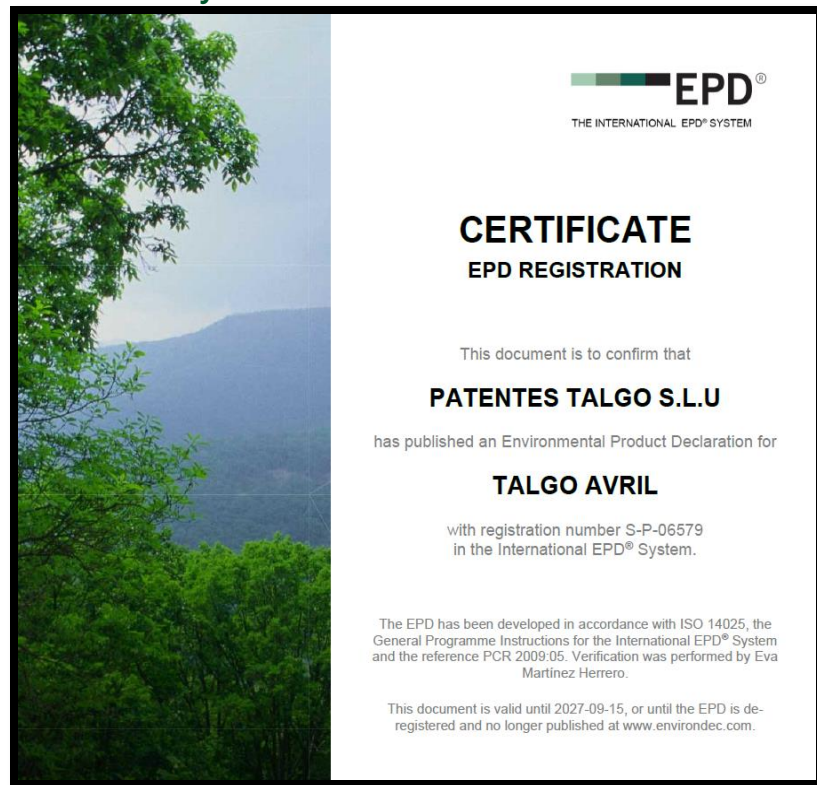 EPD®
THE INTERNATIONAL EPD® SYSTEM
CERTIFICATE
EPD REGISTRATION
This document is to confirm that
PATENTES TALGO S.L.U
has published an Environmental Product Declaration for
TALGO AVRIL
with registration number S-P-06579
in the International EPD® System.
The EPD has been developed in accordance with ISO 14025, the
General Programme Instructions for the International EPD® System
and the reference PCR 2009:05. Verification was performed by Eva
Martínez Herrero.
This document is valid until 2027-09-15, or until the EPD is de-
registered and no longer published at www.environdec.com.